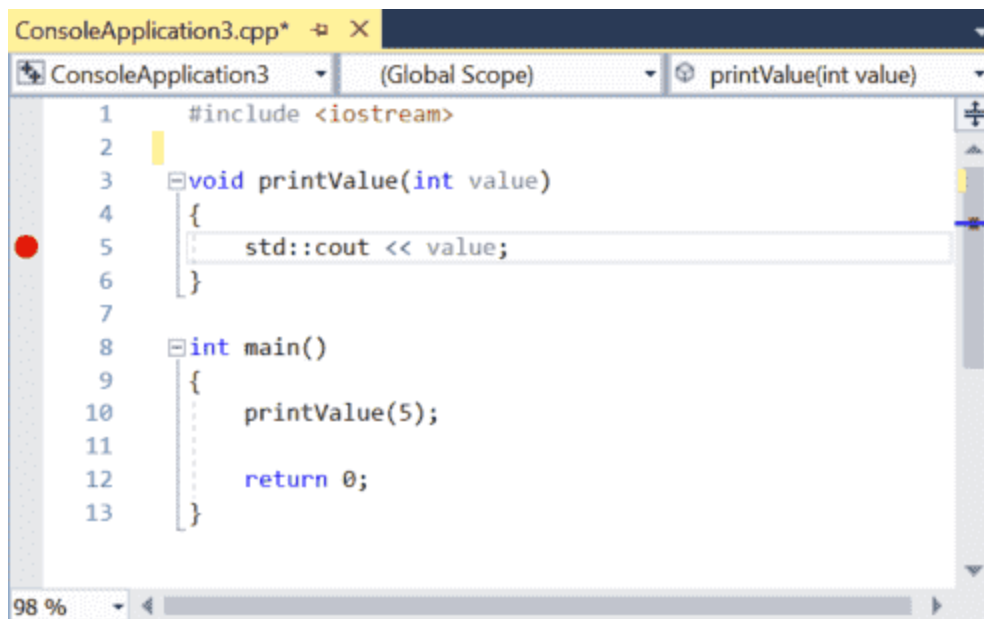 ConsoleApplication3.cpp*
ConsoleApplication3 (Global Scope) printValue(int value)
1 #include <iostream>
2
3 void printValue(int value)
4 {
5 std::cout << value;
6 }
7
8 int main()
9 {
10 printValue(5);
11
12 return 0;
13 }
98 %